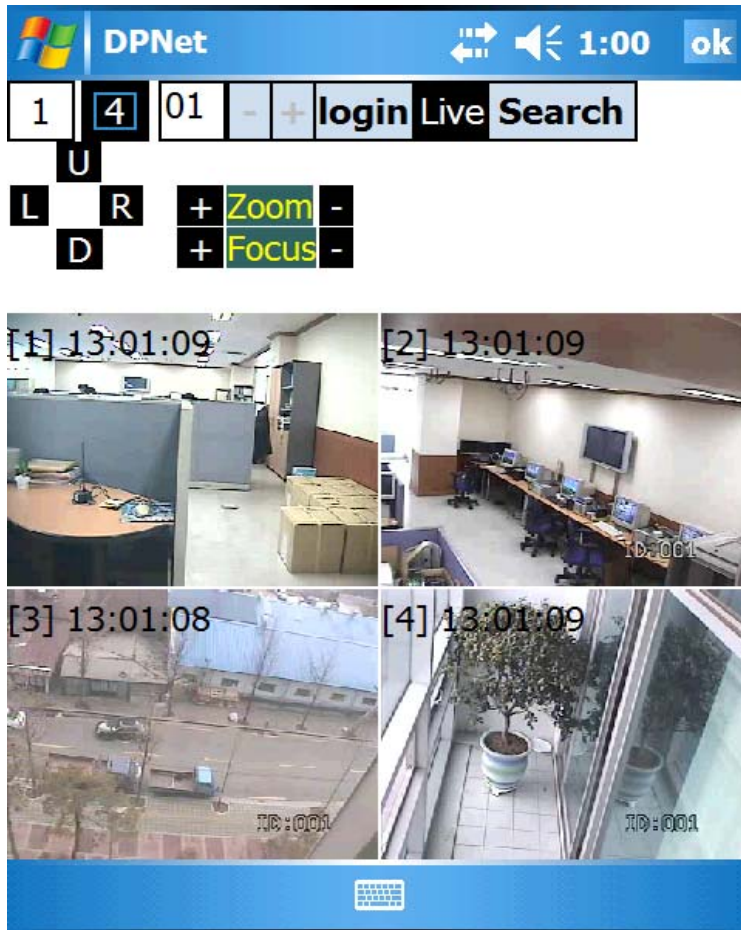 DPNet 1:00 ok
1 4 01 - + login Live Search
U
L R + Zoom -
D + Focus -
[1] 13:01:09 [2] 13:01:09
ID:001
[3] 13:01:08 [4] 13:01:09
ID:001 ID:001